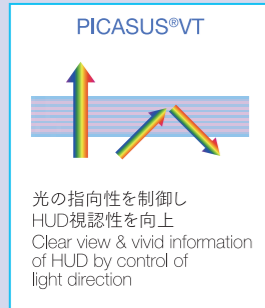 PICASUS®VT
光の指向性を制御し
HUD視認性を向上
Clear view & vivid information
of HUD by control of
light direction